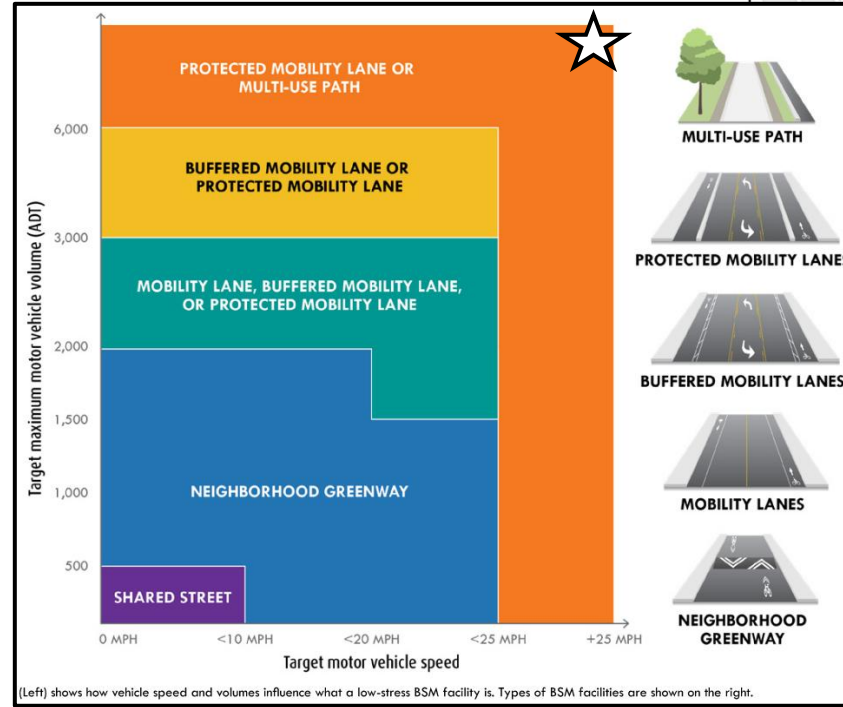 PROTECTED MOBILITY LANE OR
MULTI-USE PATH
6,000
BUFFERED MOBILITY LANE OR
PROTECTED MOBILITY LANE
3,000
MOBILITY LANE, BUFFERED MOBILITY LANE,
OR PROTECTED MOBILITY LANE
2,000
1,500
1,000
NEIGHBORHOOD GREENWAY
500
SHARED STREET
Target maximum motor vehicle volume (ADT)
0 MPH
<10 MPH
<20 MPH
<25 MPH
+25 MPH
Target motor vehicle speed
MULTI-USE PATH
PROTECTED MOBILITY LANES
BUFFERED MOBILITY LANES
MOBILITY LANES
NEIGHBORHOOD
GREENWAY
(Left) shows how vehicle speed and volumes influence what a low-stress BSM facility is. Types of BSM facilities are shown on the right.